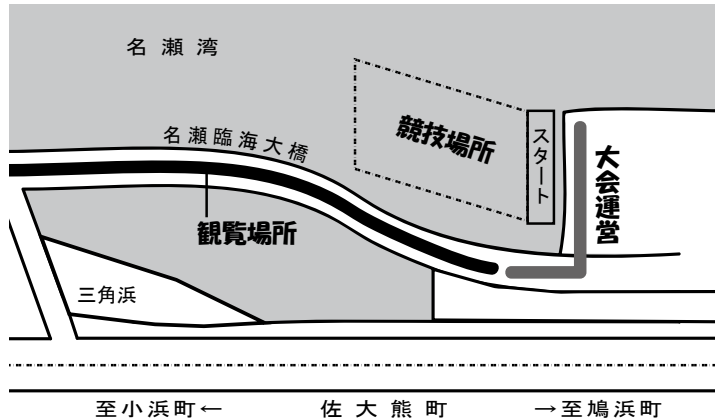 名瀬湾
名瀬臨海大橋
競技場所
スタート
大会運営
観覧場所
三角浜
至小浜町←
佐大熊町
→至鳩浜町